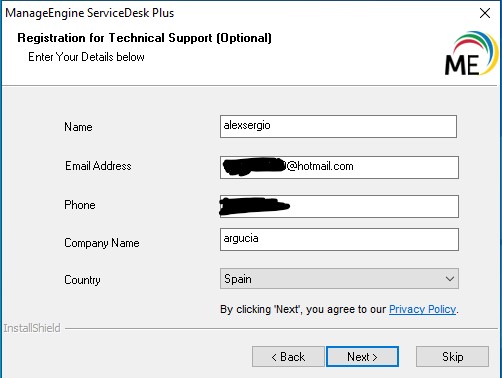 ManageEngine ServiceDesk Plus
Registration for Technical Support (Optional)
Enter Your Details below
ME
Name alexsergio
Email Address @hotmail.com
Phone
Company Name argucia
Country Spain
By clicking 'Next', you agree to our Privacy Policy.
InstallShield
< Back Next > Skip